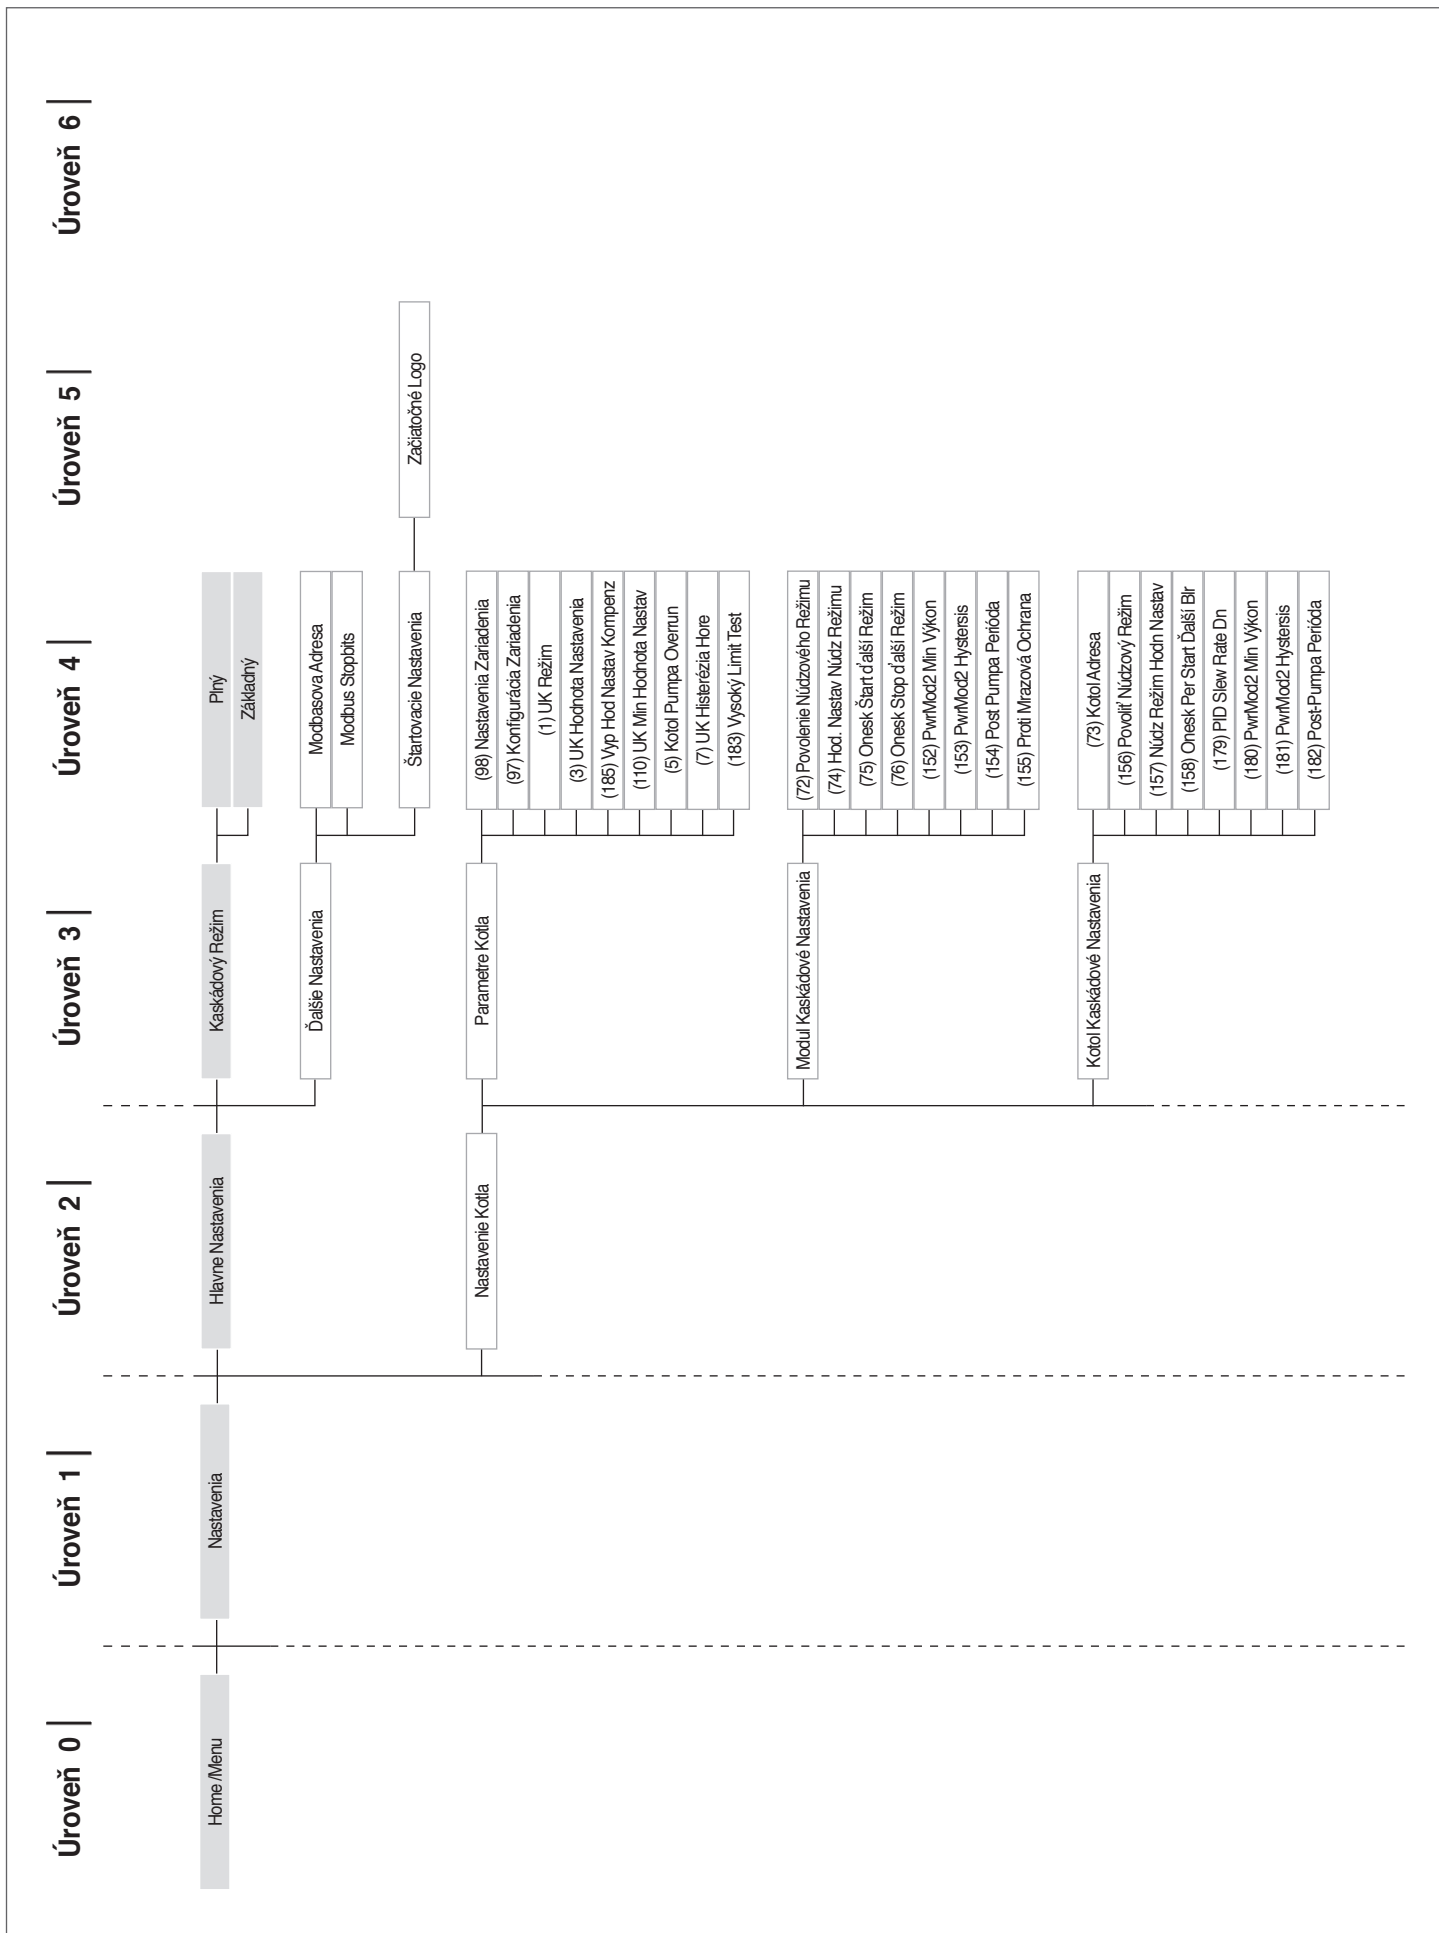 Úroveň 0
Úroveň 1
Úroveň 2
Úroveň 3
Úroveň 4
Úroveň 5
Úroveň 6
Home /Menu
Nastavenia
Hlavne Nastavenia
Kaskádový Režim
Plný
Základný
Ďalšie Nastavenia
Modbasova Adresa
Modbus Stopbits
Štartovacie Nastavenia
Začiatočné Logo
Nastavenie Kotla
Parametre Kotla
(98) Nastavenia Zariadenia
(97) Konfigurácia Zariadenia
(1) UK Režim
(3) UK Hodnota Nastavenia
(185) Vyp Hod Nastav Kompenz
(110) UK Min Hodnota Nastav
(5) Kotol Pumpa Overrun
(7) UK Histerézia Hore
(183) Vysoký Limit Test
Modul Kaskádové Nastavenia
(72) Povolenie Núdzového Režimu
(74) Hod. Nastav Núdz Režimu
(75) Onesk Štart ďalší Režim
(76) Onesk Stop ďalší Režim
(152) PwrMod2 Min Výkon
(153) PwrMod2 Hystersis
(154) Post Pumpa Perióda
(155) Proti Mrazová Ochrana
Kotol Kaskádové Nastavenia
(73) Kotol Adresa
(156) Povoliť Núdzový Režim
(157) Núdz Režim Hodn Nastav
(158) Onesk Per Start Ďalší Blr
(179) PID Slew Rate Dn
(180) PwrMod2 Min Výkon
(181) PwrMod2 Hystersis
(182) Post-Pumpa Perióda